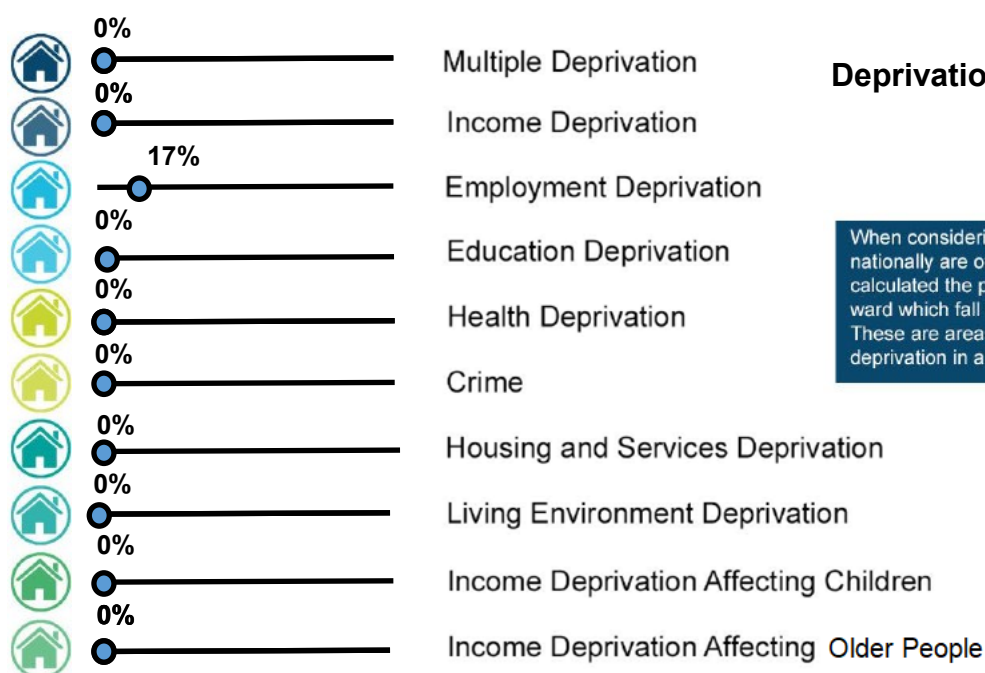 0%
Multiple Deprivation
Deprivatio
0%
Income Deprivation
17%
Employment Deprivation
0%
Education Deprivation
0%
Health Deprivation
0%
Crime
0%
Housing and Services Deprivation
0%
Living Environment Deprivation
0%
Income Deprivation Affecting Children
0%
Income Deprivation Affecting Older People
When consideri
nationally are o
calculated the p
ward which fall
These are area
deprivation in a